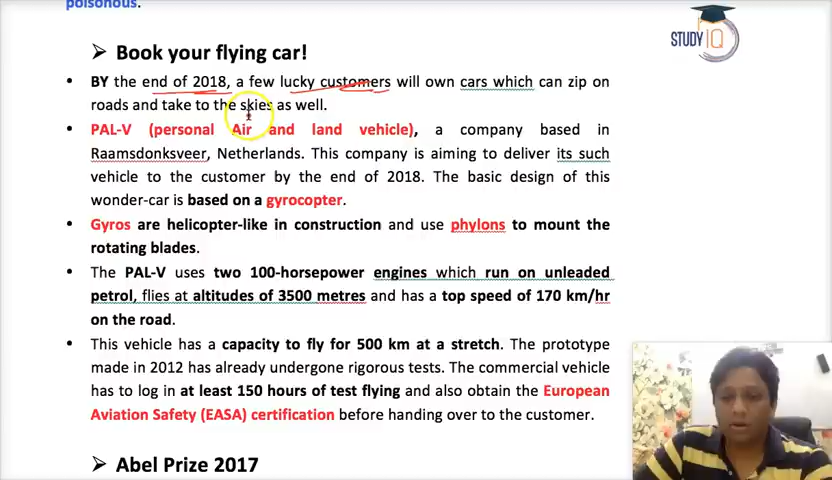 poisonous.
➢ Book your flying car!
STUDY IQ
• BY the end of 2018, a few lucky customers will own cars which can zip on
roads and take to the skies as well.
• PAL-V (personal Air and land vehicle), a company based in
Raamsdonksveer, Netherlands. This company is aiming to deliver its such
vehicle to the customer by the end of 2018. The basic design of this
wonder-car is based on a gyrocopter.
• Gyros are helicopter-like in construction and use phylons to mount the
rotating blades.
• The PAL-V uses two 100-horsepower engines which run on unleaded
petrol, flies at altitudes of 3500 metres and has a top speed of 170 km/hr
on the road.
• This vehicle has a capacity to fly for 500 km at a stretch. The prototype
made in 2012 has already undergone rigorous tests. The commercial vehicle
has to log in at least 150 hours of test flying and also obtain the European
Aviation Safety (EASA) certification before handing over to the customer.
➢ Abel Prize 2017